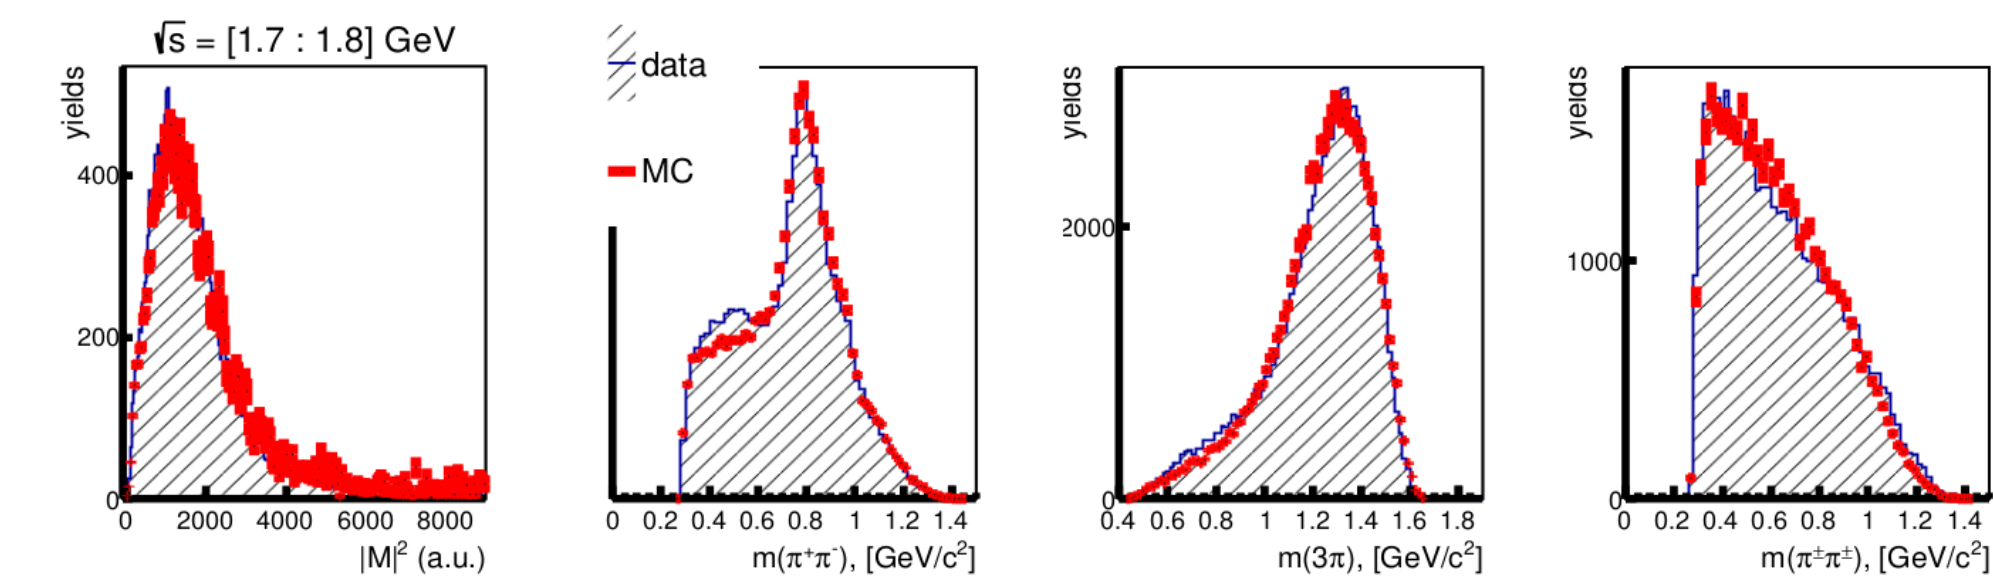 √s = [1.7 : 1.8] GeV
yields
400
200
0
0 2000 4000 6000 8000
|M|² (a.u.)
data
MC
0 0.2 0.4 0.6 0.8 1 1.2 1.4
m(π⁺π⁻), [GeV/c²]
yields
2000
0
0.4 0.6 0.8 1 1.2 1.4 1.6 1.8
m(3π), [GeV/c²]
yields
1000
0
0 0.2 0.4 0.6 0.8 1 1.2 1.4
m(π±π±), [GeV/c²]